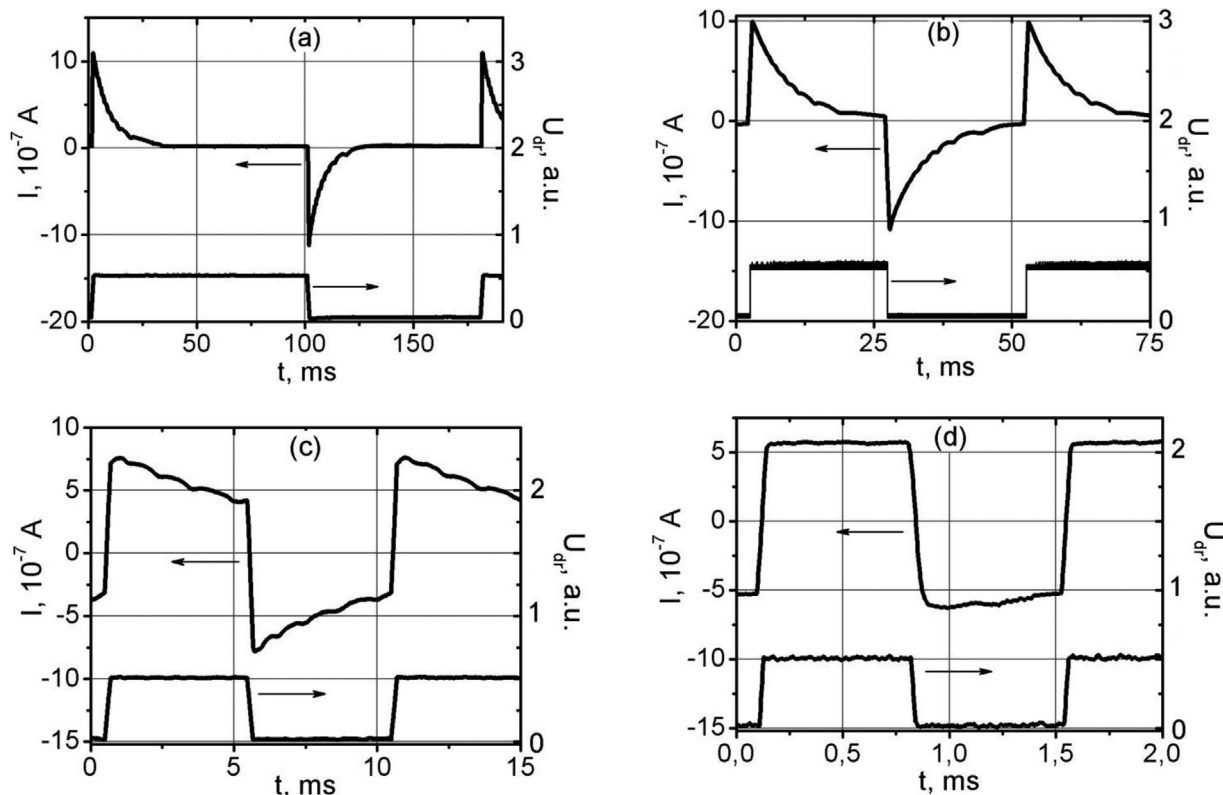 (a)
10
0
-10
-20
I, 10⁻⁷ A
3
2
1
0
U_dr, a.u.
0 50 100 150
t, ms
(b)
10
0
-10
-20
I, 10⁻⁷ A
3
2
1
0
U_dr, a.u.
0 25 50 75
t, ms
(c)
10
5
0
-5
-10
-15
I, 10⁻⁷ A
2
1
0
U_dr, a.u.
0 5 10 15
t, ms
(d)
5
0
-5
-10
-15
I, 10⁻⁷ A
2
1
0
U_dr, a.u.
0,0 0,5 1,0 1,5 2,0
t, ms